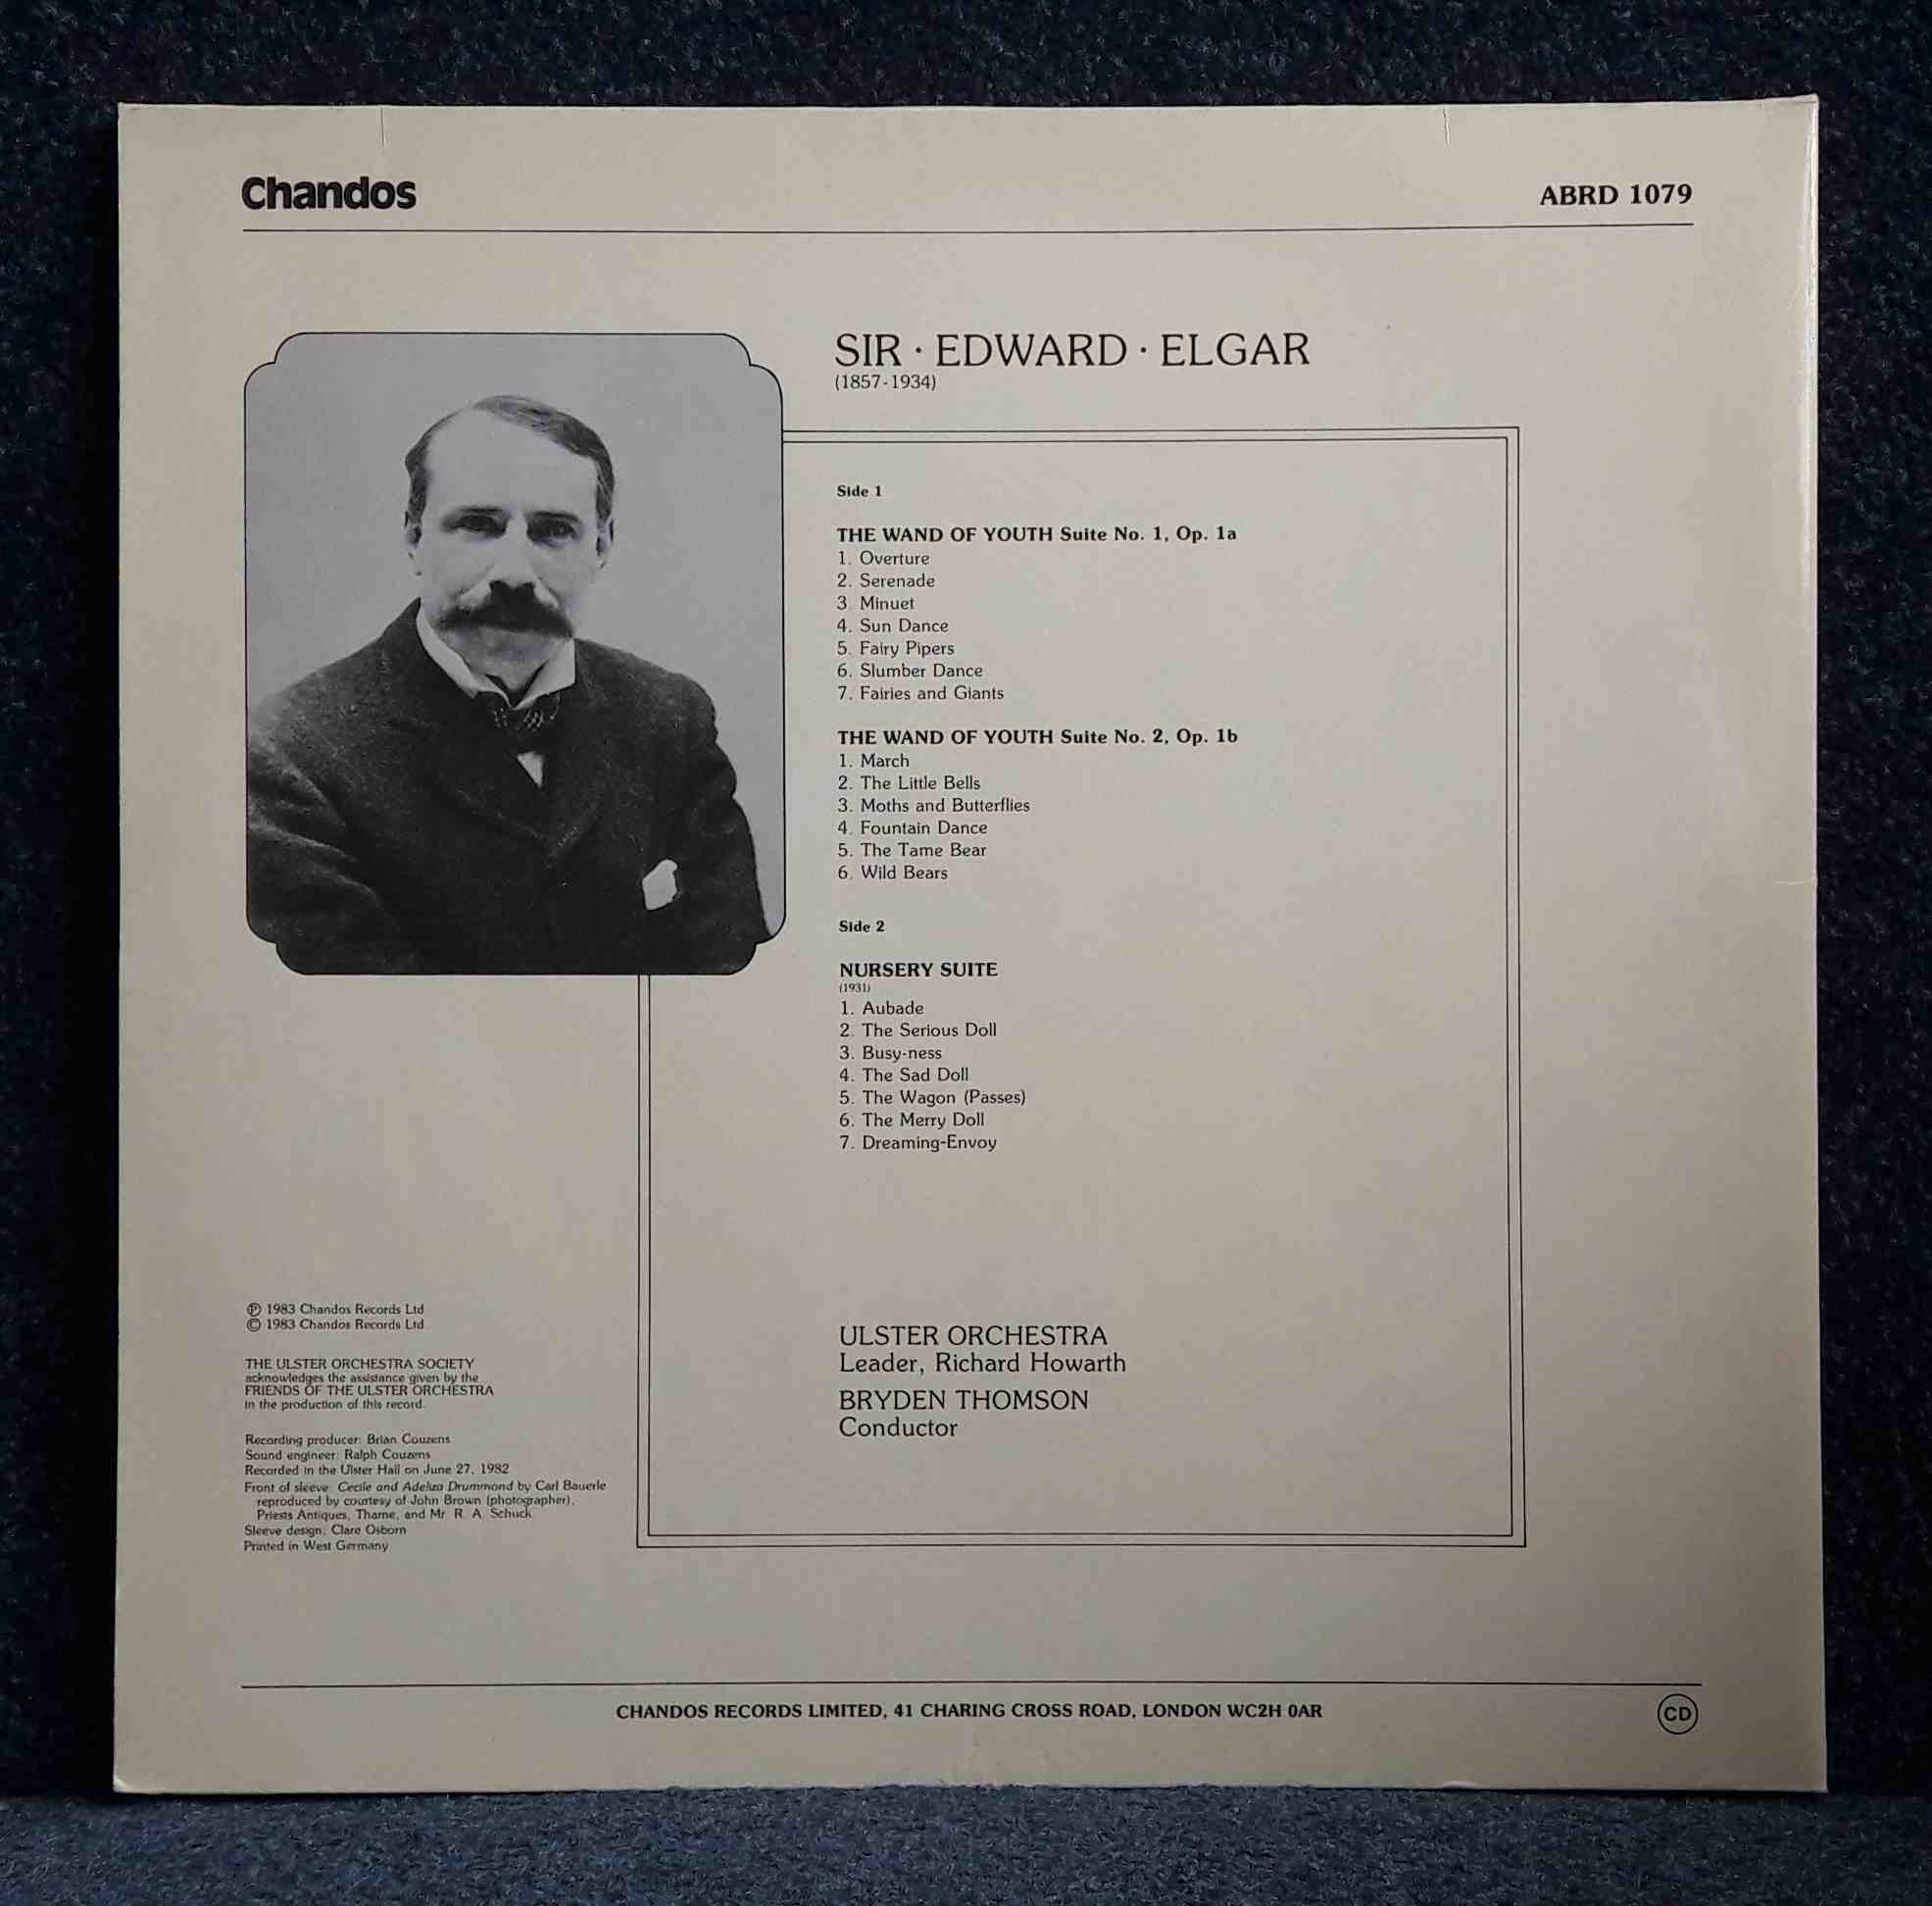 Chandos
ABRD 1079
SIR · EDWARD · ELGAR
(1857-1934)
Side 1
THE WAND OF YOUTH Suite No. 1, Op. 1a
1. Overture
2. Serenade
3. Minuet
4. Sun Dance
5. Fairy Pipers
6. Slumber Dance
7. Fairies and Giants
THE WAND OF YOUTH Suite No. 2, Op. 1b
1. March
2. The Little Bells
3. Moths and Butterflies
4. Fountain Dance
5. The Tame Bear
6. Wild Bears
Side 2
NURSERY SUITE
(1931)
1. Aubade
2. The Serious Doll
3. Busy-ness
4. The Sad Doll
5. The Wagon (Passes)
6. The Merry Doll
7. Dreaming-Envoy
ULSTER ORCHESTRA
Leader, Richard Howarth
BRYDEN THOMSON
Conductor
℗ 1983 Chandos Records Ltd
© 1983 Chandos Records Ltd.
THE ULSTER ORCHESTRA SOCIETY
acknowledges the assistance given by the
FRIENDS OF THE ULSTER ORCHESTRA
in the production of this record.
Recording producer: Brian Couzens
Sound engineer: Ralph Couzens
Recorded in the Ulster Hall on June 27, 1982
Front of sleeve: Cecile and Adeliza Drummond by Carl Bauerle
reproduced by courtesy of John Brown (photographer),
Priests Antiques, Thame, and Mr. R. A. Schuck
Sleeve design: Clare Osborn
Printed in West Germany
CHANDOS RECORDS LIMITED, 41 CHARING CROSS ROAD, LONDON WC2H 0AR
CD